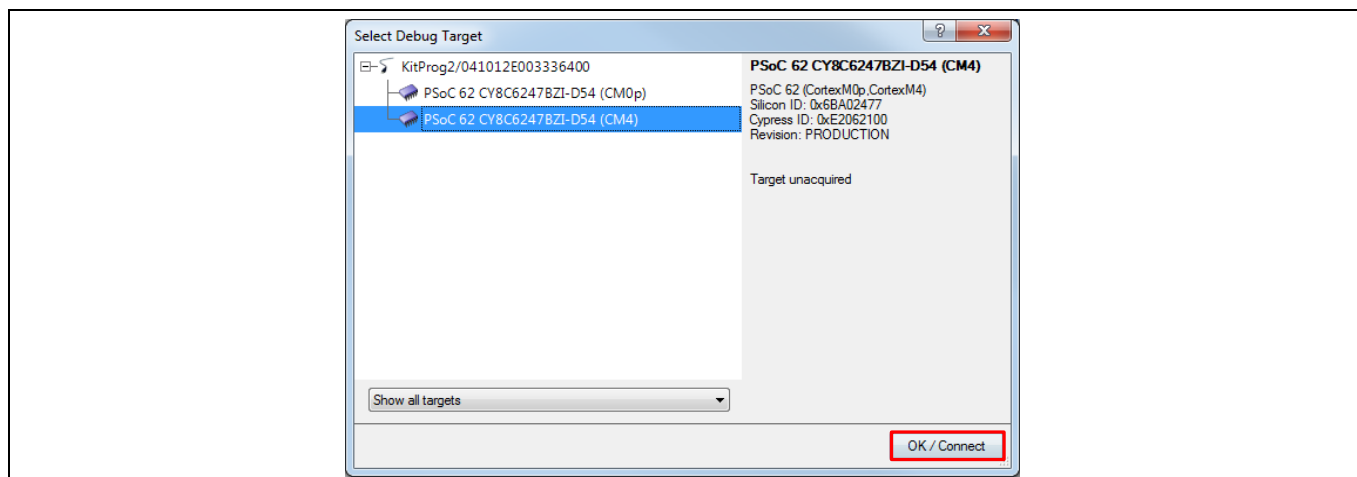 Select Debug Target
KitProg2/041012E003336400
PSoC 62 CY8C6247BZI-D54 (CM0p)
PSoC 62 CY8C6247BZI-D54 (CM4)
PSoC 62 CY8C6247BZI-D54 (CM4)
PSoC 62 (CortexM0p,CortexM4)
Silicon ID: 0x6BA02477
Cypress ID: 0xE2062100
Revision: PRODUCTION
Target unacquired
Show all targets
OK / Connect